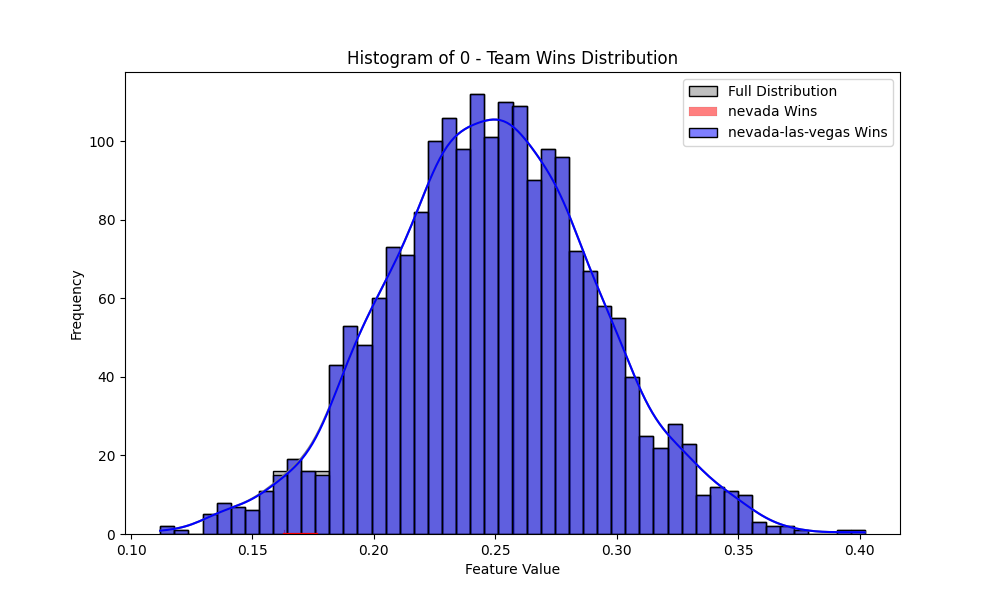 Histogram of 0 - Team Wins Distribution
Full Distribution
nevada Wins
nevada-las-vegas Wins
100
80
60
40
20
0
Frequency
0.10 0.15 0.20 0.25 0.30 0.35 0.40
Feature Value